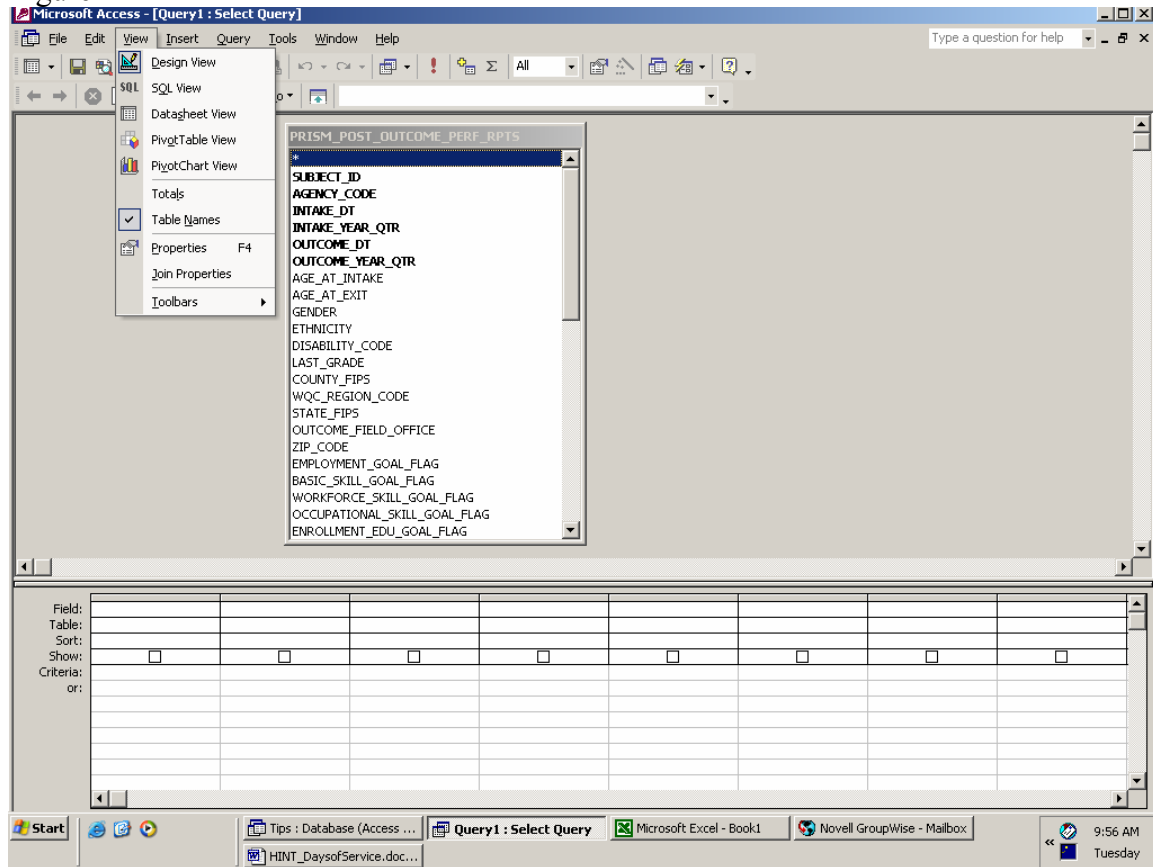 Microsoft Access - [Query1 : Select Query]
File Edit View Insert Query Tools Window Help Type a question for help
Design View
All
SQL SQL View
Datasheet View
PivotTable View
PivotChart View
Totals
Table Names
Properties F4
Join Properties
Toolbars
PRISM_POST_OUTCOME_PERF_RPTS
*
SUBJECT_ID
AGENCY_CODE
INTAKE_DT
INTAKE_YEAR_QTR
OUTCOME_DT
OUTCOME_YEAR_QTR
AGE_AT_INTAKE
AGE_AT_EXIT
GENDER
ETHNICITY
DISABILITY_CODE
LAST_GRADE
COUNTY_FIPS
WQC_REGION_CODE
STATE_FIPS
OUTCOME_FIELD_OFFICE
ZIP_CODE
EMPLOYMENT_GOAL_FLAG
BASIC_SKILL_GOAL_FLAG
WORKFORCE_SKILL_GOAL_FLAG
OCCUPATIONAL_SKILL_GOAL_FLAG
ENROLLMENT_EDU_GOAL_FLAG
Field:
Table:
Sort:
Show:
Criteria:
or:
Start Tips : Database (Access ... Query1 : Select Query Microsoft Excel - Book1 Novell GroupWise - Mailbox « 9:56 AM
HINT_DaysofService.doc... Tuesday